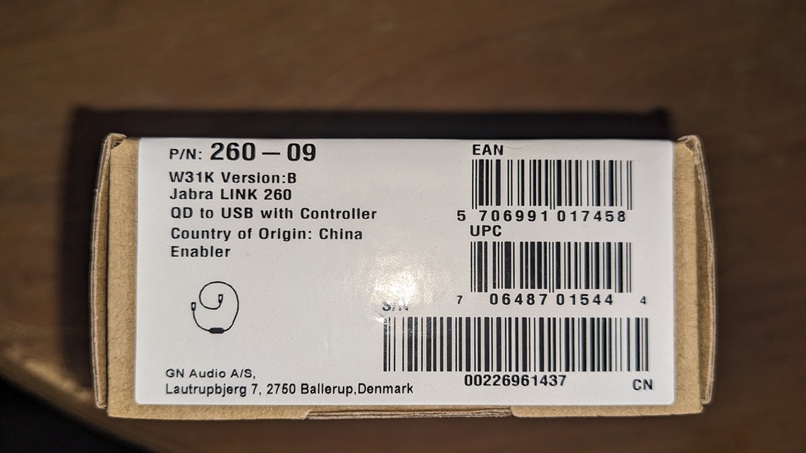 P/N: 260-09
W31K Version:B
Jabra LINK 260
QD to USB with Controller
Country of Origin: China
Enabler
GN Audio A/S,
Lautrupbjerg 7, 2750 Ballerup,Denmark
EAN
5 706991 017458
UPC
7 06487 01544 4
S/N
00226961437
CN